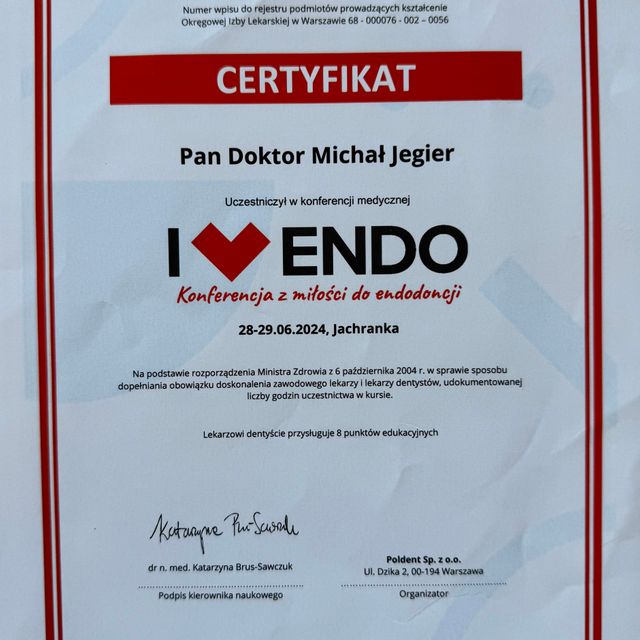 Numer wpisu do rejestru podmiotów prowadzących kształcenie
Okręgowej Izby Lekarskiej w Warszawie 68 - 000076 - 002 – 0056
CERTYFIKAT
Pan Doktor Michał Jegier
Uczestniczył w konferencji medycznej
I ❤ ENDO
Konferencja z miłości do endodoncji
28-29.06.2024, Jachranka
Na podstawie rozporządzenia Ministra Zdrowia z 6 października 2004 r. w sprawie sposobu
dopełniania obowiązku doskonalenia zawodowego lekarzy i lekarzy dentystów, udokumentowanej
liczby godzin uczestnictwa w kursie.
Lekarzowi dentyście przysługuje 8 punktów edukacyjnych
Katarzyna
dr n. med. Katarzyna Brus-Sawczuk
Podpis kierownika naukowego
Poldent Sp. z o.o.
Ul. Dzika 2, 00-194 Warszawa
Organizator